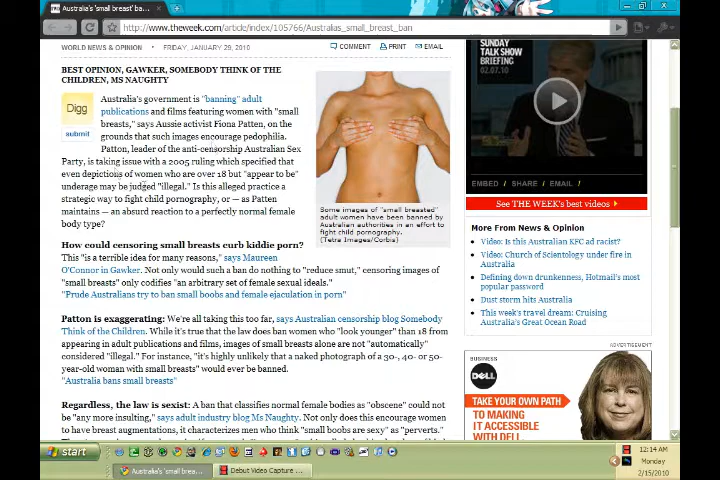 Australia's 'small breast' ba...
http://www.theweek.com/article/index/105766/Australias_small_breast_ban
WORLD NEWS & OPINION FRIDAY, JANUARY 29, 2010
COMMENT PRINT EMAIL
BEST OPINION, GAWKER, SOMEBODY THINK OF THE
CHILDREN, MS NAUGHTY
Digg
submit
Australia's government is "banning" adult
publications and films featuring women with "small
breasts," says Aussie activist Fiona Patten, on the
grounds that such images encourage pedophilia.
Patton, leader of the anti-censorship Australian Sex
Party, is taking issue with a 2005 ruling which specified that
even depictions of women who are over 18 but "appear to be"
underage may be judged "illegal." Is this alleged practice a
strategic way to fight child pornography, or — as Patten
maintains — an absurd reaction to a perfectly normal female
body type?
Some images of "small breasted"
adult women have been banned by
Australian authorities in an effort to
fight child pornography.
(Tetra Images/Corbis)
How could censoring small breasts curb kiddie porn?
This "is a terrible idea for many reasons," says Maureen
O'Connor in Gawker. Not only would such a ban do nothing to "reduce smut," censoring images of
"small breasts" only codifies "an arbitrary set of female sexual ideals."
"Prude Australians try to ban small boobs and female ejaculation in porn"
Patton is exaggerating: We're all taking this too far, says Australian censorship blog Somebody
Think of the Children. While it's true that the law does ban women who "look younger" than 18 from
appearing in adult publications and films, images of small breasts alone are not "automatically"
considered "illegal." For instance, "it's highly unlikely that a naked photograph of a 30-, 40- or 50-
year-old woman with small breasts" would ever be banned.
"Australia bans small breasts"
Regardless, the law is sexist: A ban that classifies normal female bodies as "obscene" could not
be "any more insulting," says adult industry blog Ms Naughty. Not only does this encourage women
to have breast augmentations, it characterizes men who think "small boobs are sexy" as "perverts."
SUNDAY
TALK SHOW
BRIEFING
02.07.10
EMBED / SHARE / EMAIL /
See THE WEEK's best videos
More From News & Opinion
Video: Is this Australian KFC ad racist?
Video: Church of Scientology under fire in
Australia
Defining down drunkenness, Hotmail's most
popular password
Dust storm hits Australia
This week's travel dream: Cruising
Australia's Great Ocean Road
ADVERTISEMENT
BUSINESS
DELL
TAKE YOUR OWN
PATH
TO MAKING
IT ACCESSIBLE
WITH DELL
start
Australia's 'small brea...
Debut Video Capture ...
12:14 AM
Monday
2/15/2010